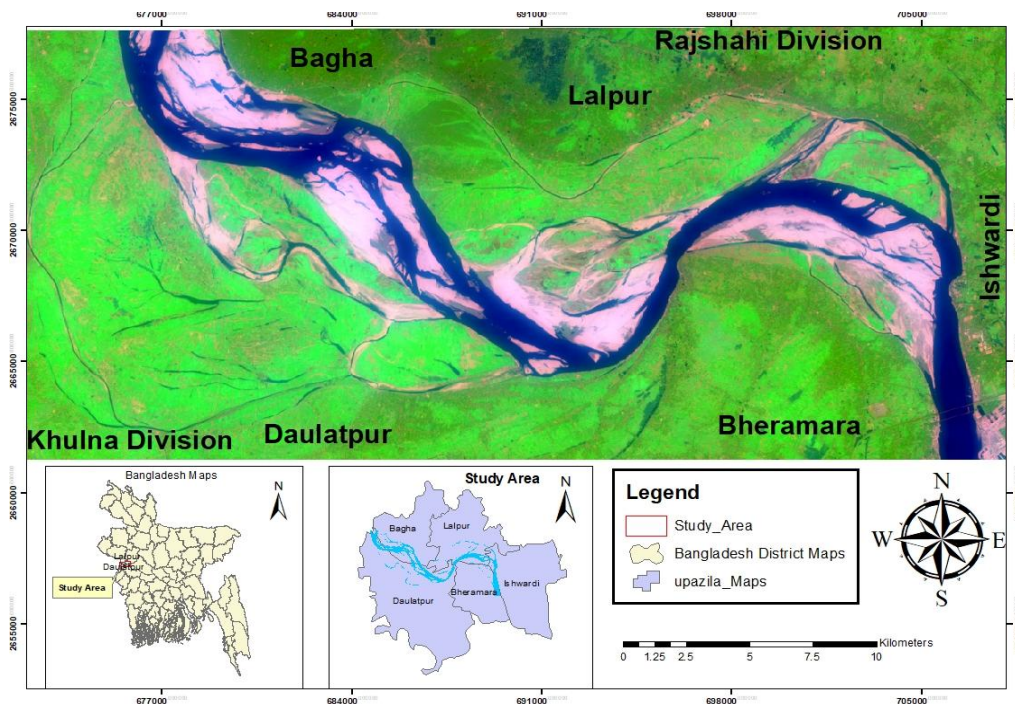 677000 684000 691000 698000 705000
Bagha
Rajshahi Division
Lalpur
2675000
2670000
Ishwardi
2665000
Khulna Division
Daulatpur
Bheramara
2660000
2655000
Bangladesh Maps
N
Lalpur
Daulatpur
Study Area
Study Area
N
Bagha
Lalpur
Ishwardi
Bheramara
Daulatpur
Legend
Study_Area
Bangladesh District Maps
upazila_Maps
N
W E
S
Kilometers
0 1.25 2.5 5 7.5 10
677000 684000 691000 698000 705000